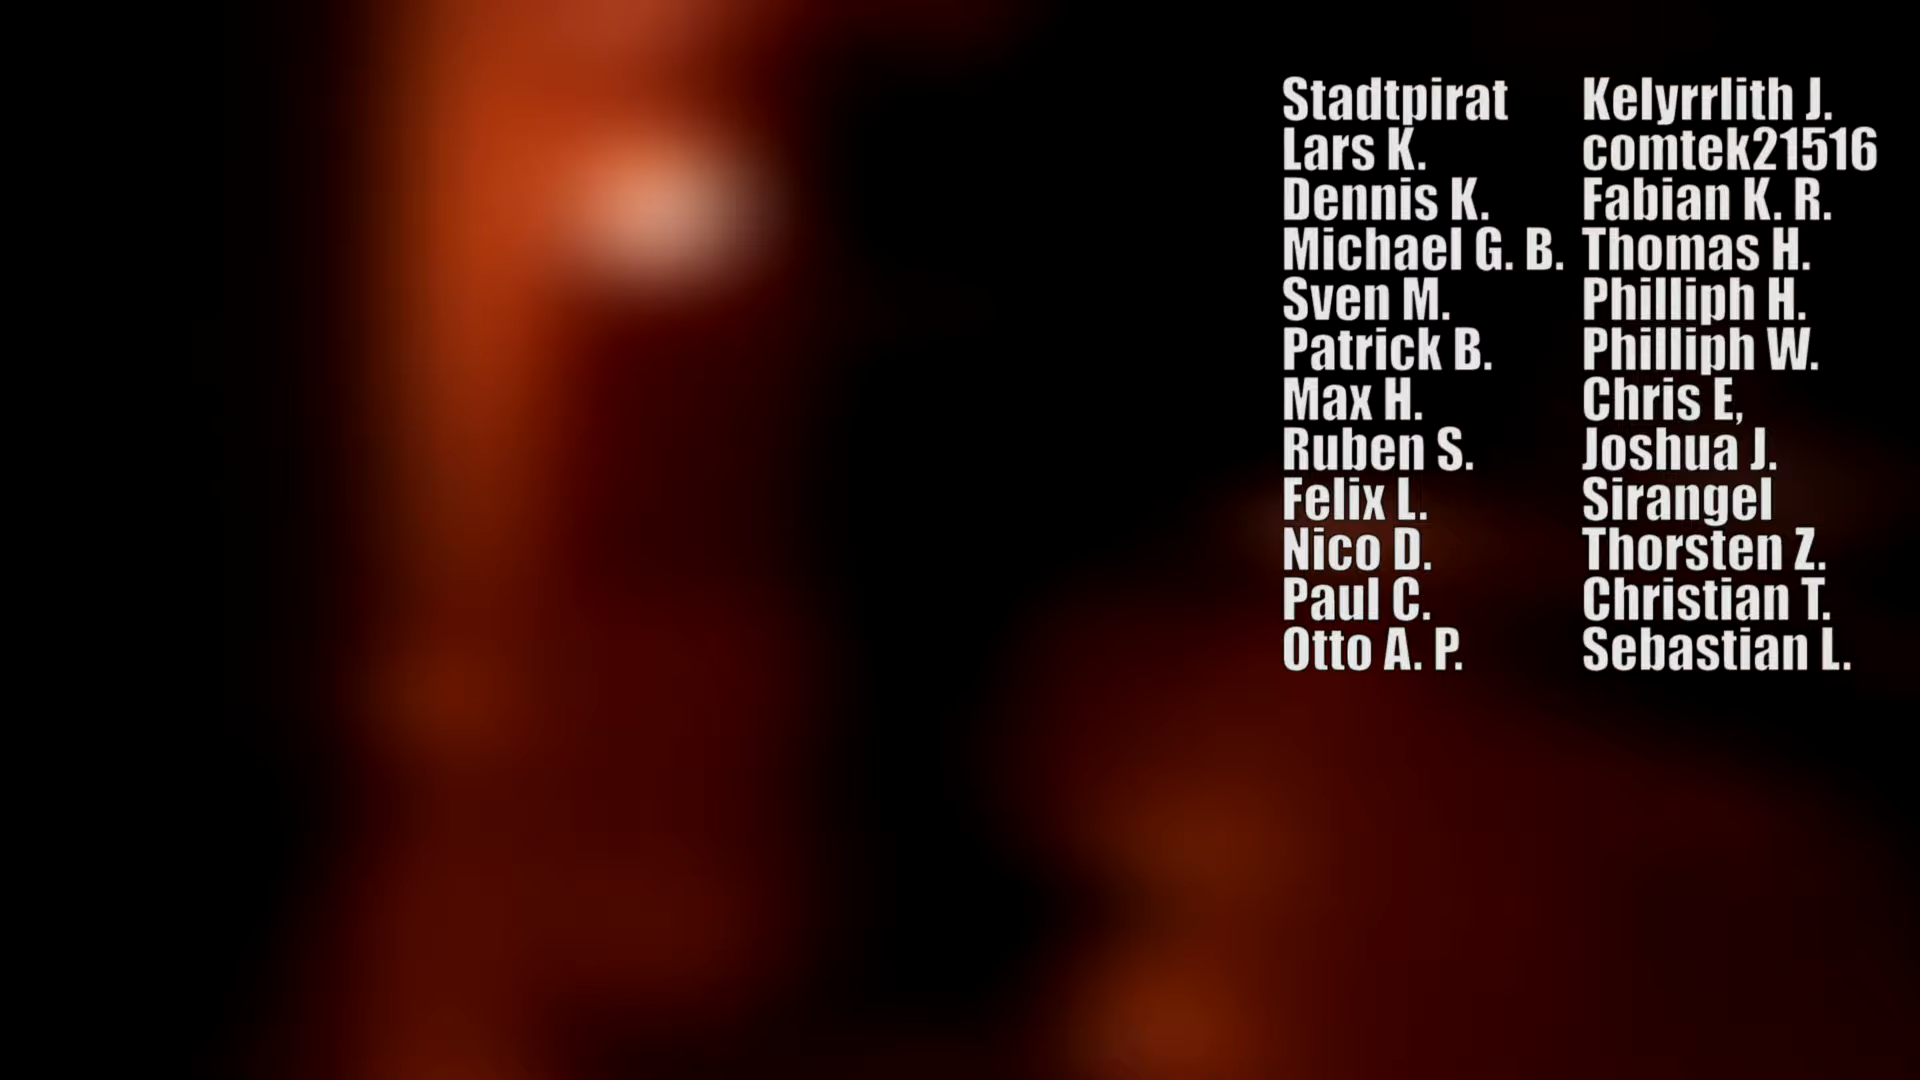 Stadtpirat
Lars K.
Dennis K.
Michael G. B.
Sven M.
Patrick B.
Max H.
Ruben S.
Felix L.
Nico D.
Paul C.
Otto A. P.
Kelyrrlith J.
comtek21516
Fabian K. R.
Thomas H.
Philliph H.
Philliph W.
Chris E,
Joshua J.
Sirangel
Thorsten Z.
Christian T.
Sebastian L.